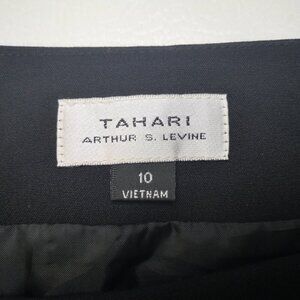 TAHARI
ARTHUR S. LEVINE
10
VIETNAM